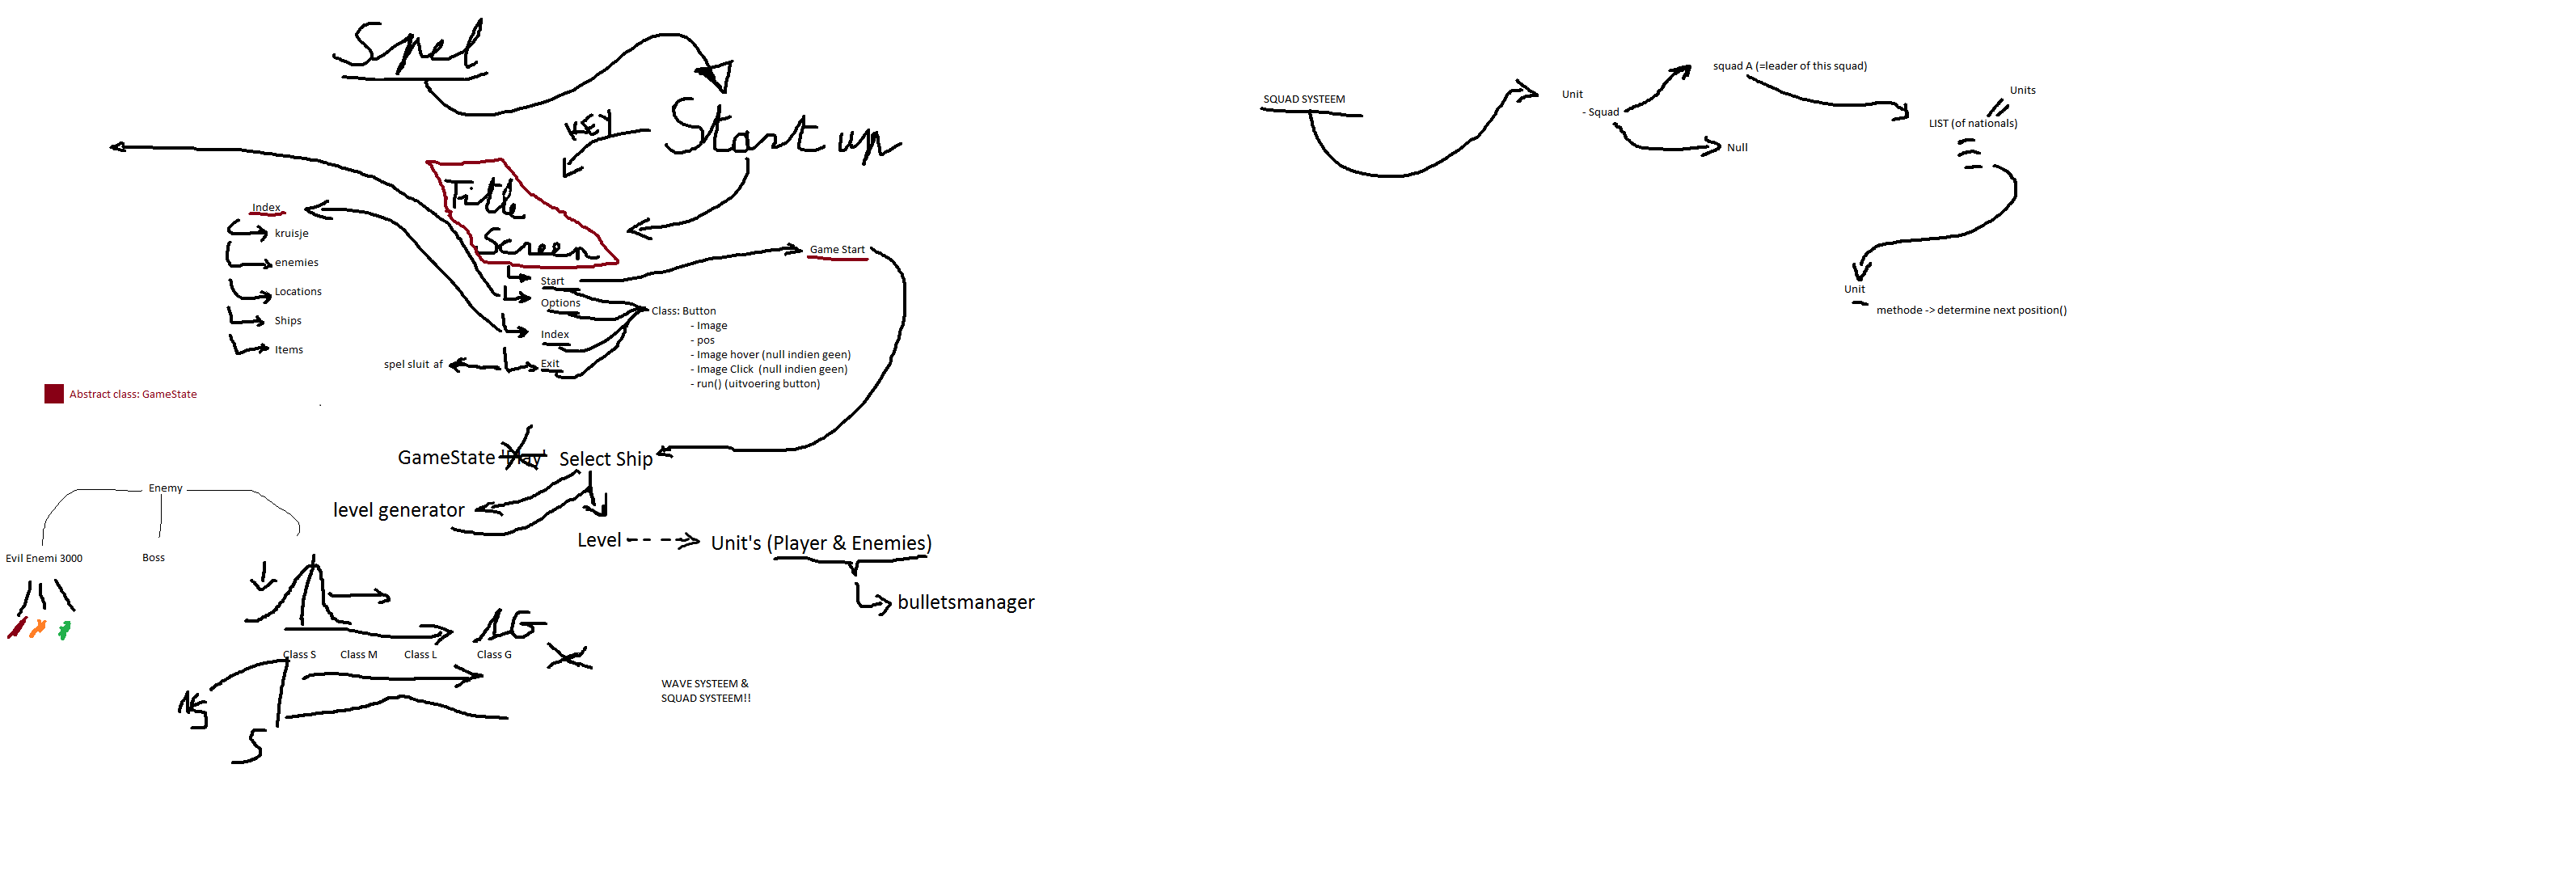 Spel
Start up
KEY
Title
Screen
Index
kruisje
enemies
Locations
Ships
Items
Start
Options
Index
Exit
spel sluit af
Game Start
Class: Button
- Image
- pos
- Image hover (null indien geen)
- Image Click (null indien geen)
- run() (uitvoering button)
Abstract class: GameState
GameState 'Play' Select Ship
level generator
Level
Unit's (Player & Enemies)
bulletsmanager
Enemy
Evil Enemi 3000
Boss
1G
Class S
Class M
Class L
Class G
S
WAVE SYSTEEM &
SQUAD SYSTEEM!!
SQUAD SYSTEEM
Unit
- Squad
squad A (=leader of this squad)
Null
Units
LIST (of nationals)
Unit
methode -> determine next position()